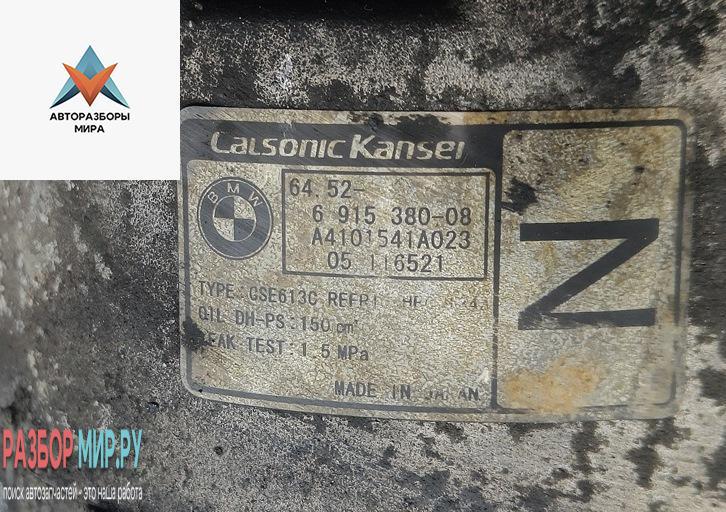 АВТОРАЗБОРЫ
МИРА
CALSONIC KANSEI
BMW
64.52-
6 915 380-08
A4101541A023
05 116521
N
TYPE: CSE613C
OIL DH-PS: 150 cm³
TEST: 1.5 MPa
MADE IN JAPAN
РАЗБОРМИР.РУ
поиск автозапчастей - это наша работа